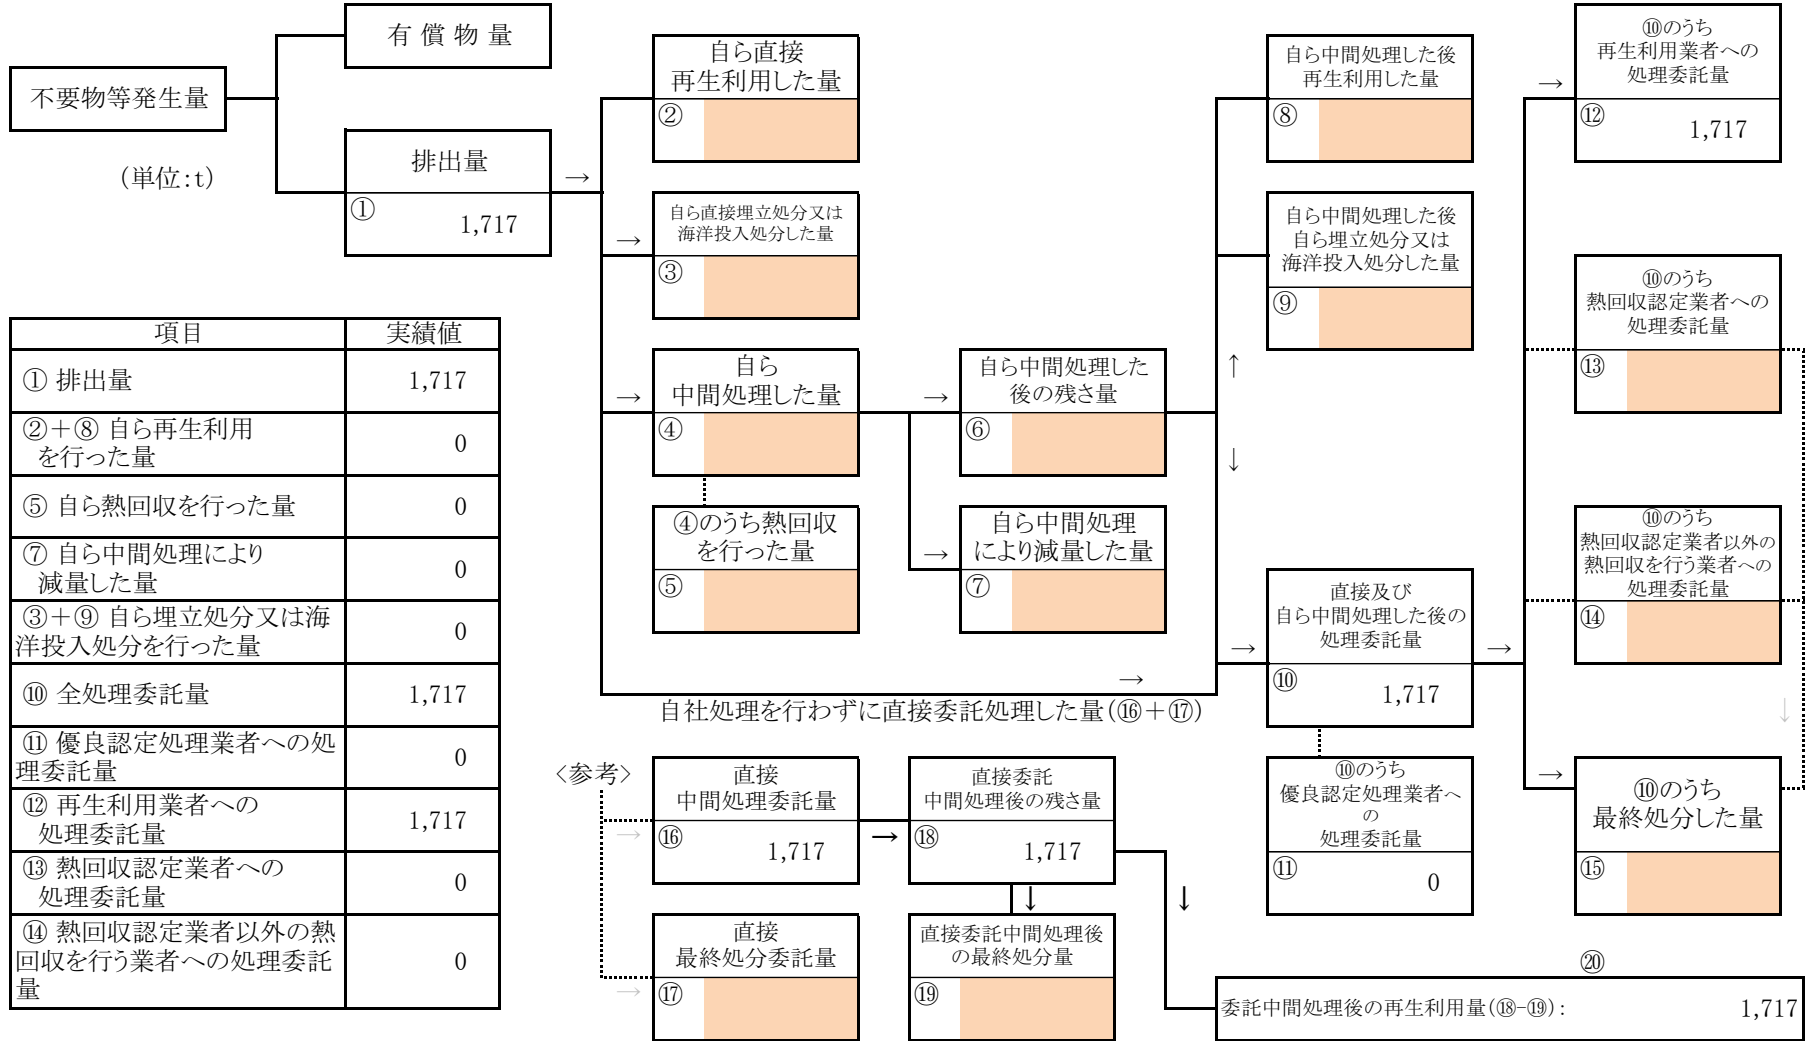 不要物等発生量
(単位:t)
有 償 物 量
排出量
①
1,717
→
自ら直接
再生利用した量
②
→
自ら直接埋立処分又は
海洋投入処分した量
③
→
自ら
中間処理した量
④
④のうち熱回収
を行った量
⑤
→
自ら中間処理した
後の残さ量
⑥
→
自ら中間処理
により減量した量
⑦
自ら中間処理した後
再生利用した量
⑧
自ら中間処理した後
自ら埋立処分又は
海洋投入処分した量
⑨
↑
↓
→
自社処理を行わずに直接委託処理した量(⑯+⑰)
→
直接及び
自ら中間処理した後の
処理委託量
⑩
1,717
→
⑩のうち
優良認定処理業者へ
の
処理委託量
⑪
0
→
⑩のうち
再生利用業者への
処理委託量
⑫
1,717
⑩のうち
熱回収認定業者への
処理委託量
⑬
⑩のうち
熱回収認定業者以外の
熱回収を行う業者への
処理委託量
⑭
↓
→
⑩のうち
最終処分した量
⑮
項目 実績値
① 排出量 1,717
②+⑧ 自ら再生利用
を行った量 0
⑤ 自ら熱回収を行った量 0
⑦ 自ら中間処理により
減量した量 0
③+⑨ 自ら埋立処分又は海
洋投入処分を行った量 0
⑩ 全処理委託量 1,717
⑪ 優良認定処理業者への処
理委託量 0
⑫ 再生利用業者への
処理委託量 1,717
⑬ 熱回収認定業者への
処理委託量 0
⑭ 熱回収認定業者以外の熱
回収を行う業者への処理委託
量 0
<参考>
→
直接
中間処理委託量
⑯
1,717
→
直接委託
中間処理後の残さ量
⑱
1,717
→
直接
最終処分委託量
⑰
↓
直接委託中間処理後
の最終処分量
⑲
↓
⑳
委託中間処理後の再生利用量(⑱-⑲): 1,717